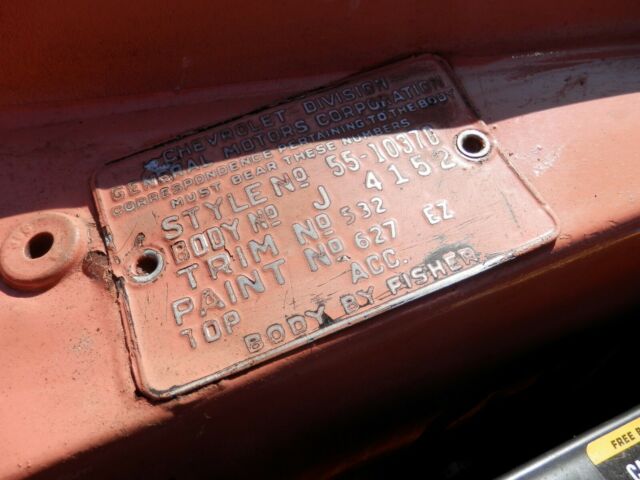 CHEVROLET DIVISION
GENERAL MOTORS CORPORATION
CORRESPONDENCE PERTAINING TO THE BODY
MUST BEAR THESE NUMBERS
STYLE No 55-1037D
BODY No J 4152
TRIM No 532
PAINT No 627 EZ
TOP ACC.
BODY BY FISHER
FREE